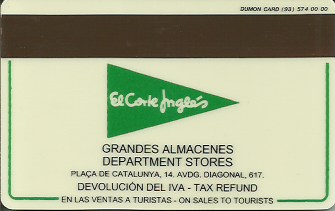 DUMON CARD (93) 574 00 00
El Corte Inglés
GRANDES ALMACENES
DEPARTMENT STORES
PLAÇA DE CATALUNYA, 14. AVDG. DIAGONAL, 617.
DEVOLUCIÓN DEL IVA - TAX REFUND
EN LAS VENTAS A TURISTAS - ON SALES TO TOURISTS